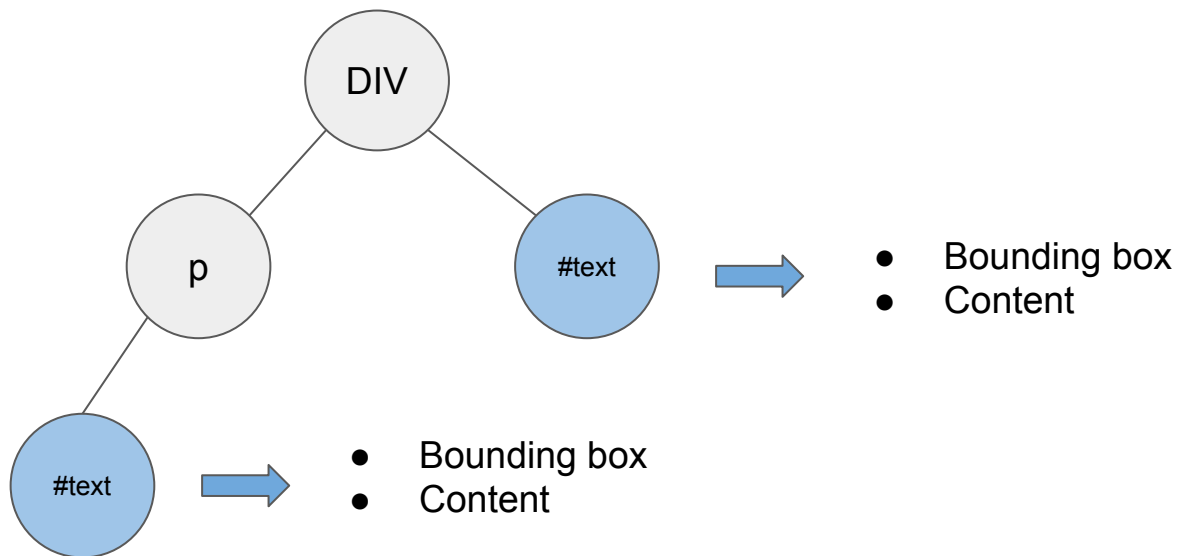 DIV
p
#text
● Bounding box
● Content
#text
● Bounding box
● Content